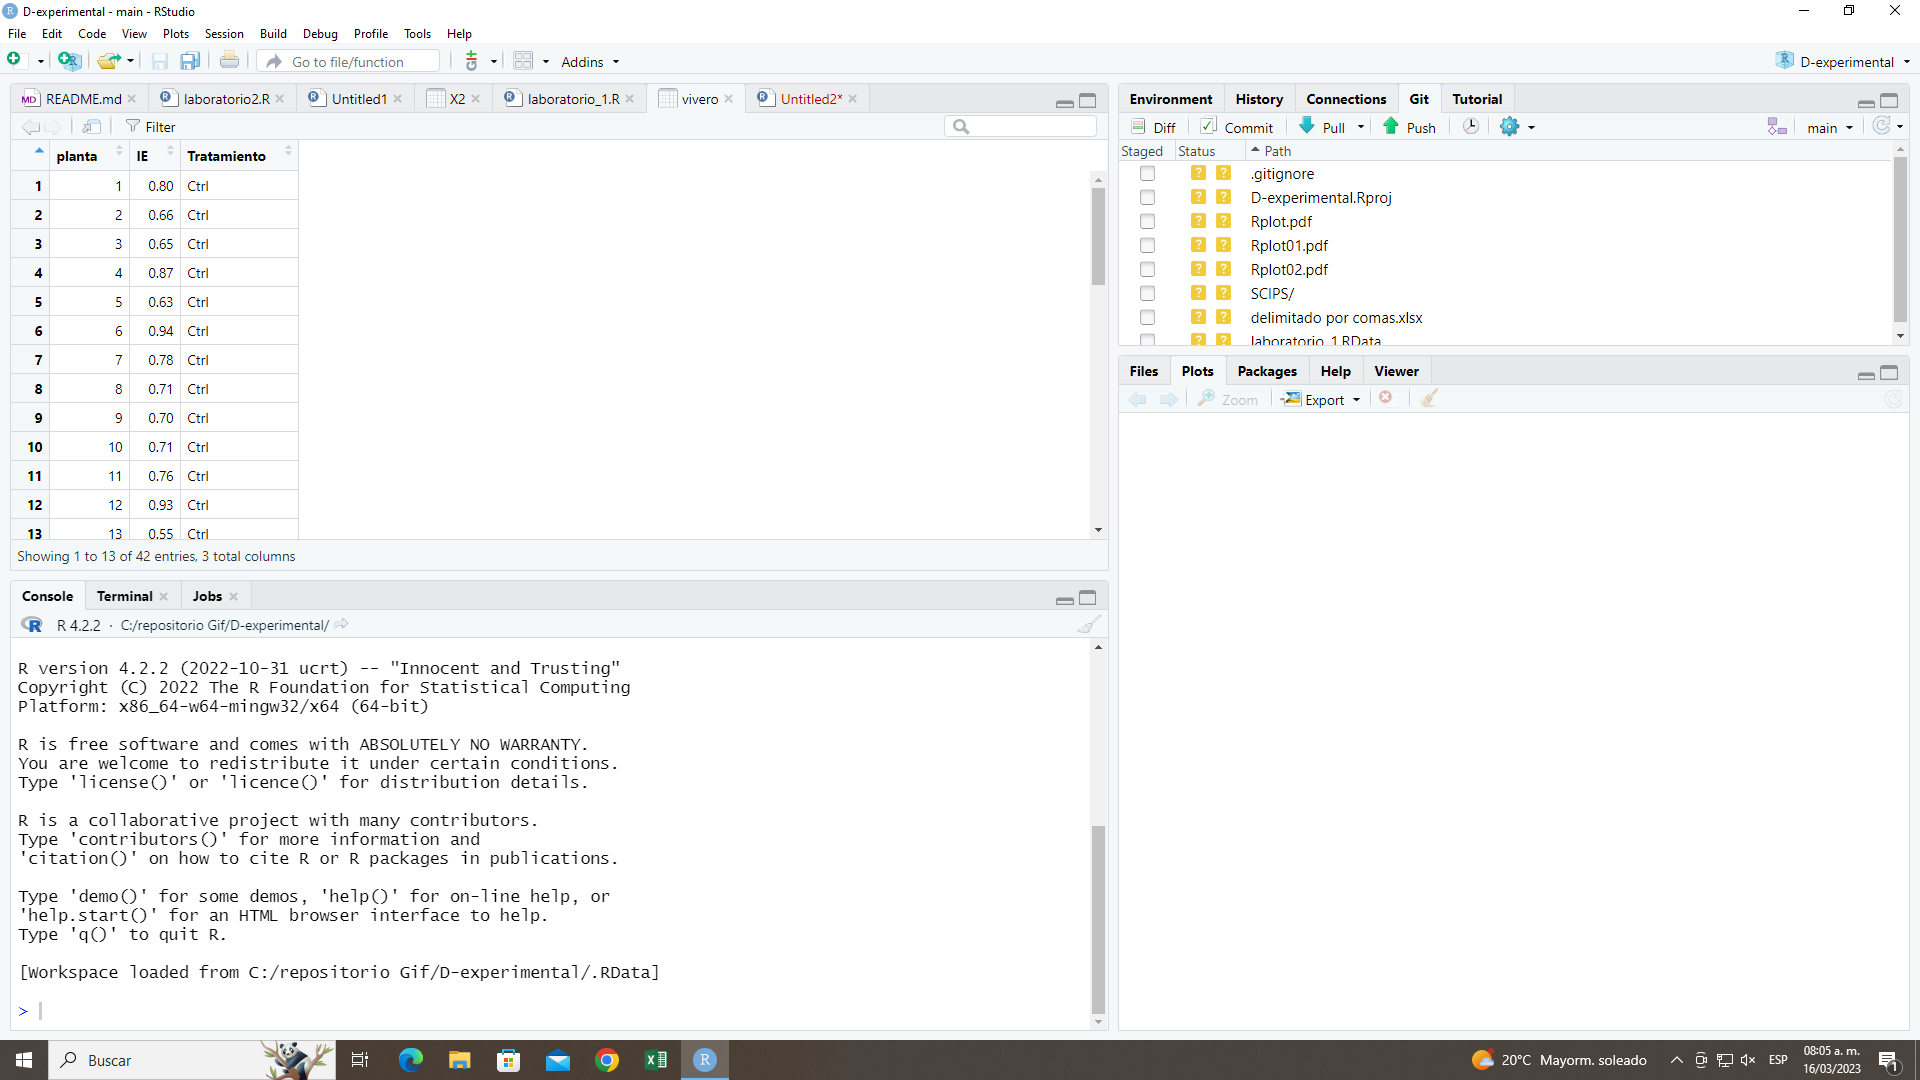 D-experimental - main - RStudio
File Edit Code View Plots Session Build Debug Profile Tools Help
Go to file/function Addins D-experimental
README.md laboratorio2.R Untitled1 X2 laboratorio_1.R vivero Untitled2*
Filter
planta IE Tratamiento
1 1 0.80 Ctrl
2 2 0.66 Ctrl
3 3 0.65 Ctrl
4 4 0.87 Ctrl
5 5 0.63 Ctrl
6 6 0.94 Ctrl
7 7 0.78 Ctrl
8 8 0.71 Ctrl
9 9 0.70 Ctrl
10 10 0.71 Ctrl
11 11 0.76 Ctrl
12 12 0.93 Ctrl
13 13 0.55 Ctrl
Showing 1 to 13 of 42 entries, 3 total columns
Console Terminal Jobs
R 4.2.2 · C:/repositorio Gif/D-experimental/
R version 4.2.2 (2022-10-31 ucrt) -- "Innocent and Trusting"
Copyright (C) 2022 The R Foundation for Statistical Computing
Platform: x86_64-w64-mingw32/x64 (64-bit)
R is free software and comes with ABSOLUTELY NO WARRANTY.
You are welcome to redistribute it under certain conditions.
Type 'license()' or 'licence()' for distribution details.
R is a collaborative project with many contributors.
Type 'contributors()' for more information and
'citation()' on how to cite R or R packages in publications.
Type 'demo()' for some demos, 'help()' for on-line help, or
'help.start()' for an HTML browser interface to help.
Type 'q()' to quit R.
[Workspace loaded from C:/repositorio Gif/D-experimental/.RData]
>
Environment History Connections Git Tutorial
Diff Commit Pull Push main
Staged Status Path
? ? .gitignore
? ? D-experimental.Rproj
? ? Rplot.pdf
? ? Rplot01.pdf
? ? Rplot02.pdf
? ? SCIPS/
? ? delimitado por comas.xlsx
? ? laboratorio_1.RData
Files Plots Packages Help Viewer
Zoom Export
Buscar
20°C Mayorm. soleado
ESP
08:05 a. m.
16/03/2023
1